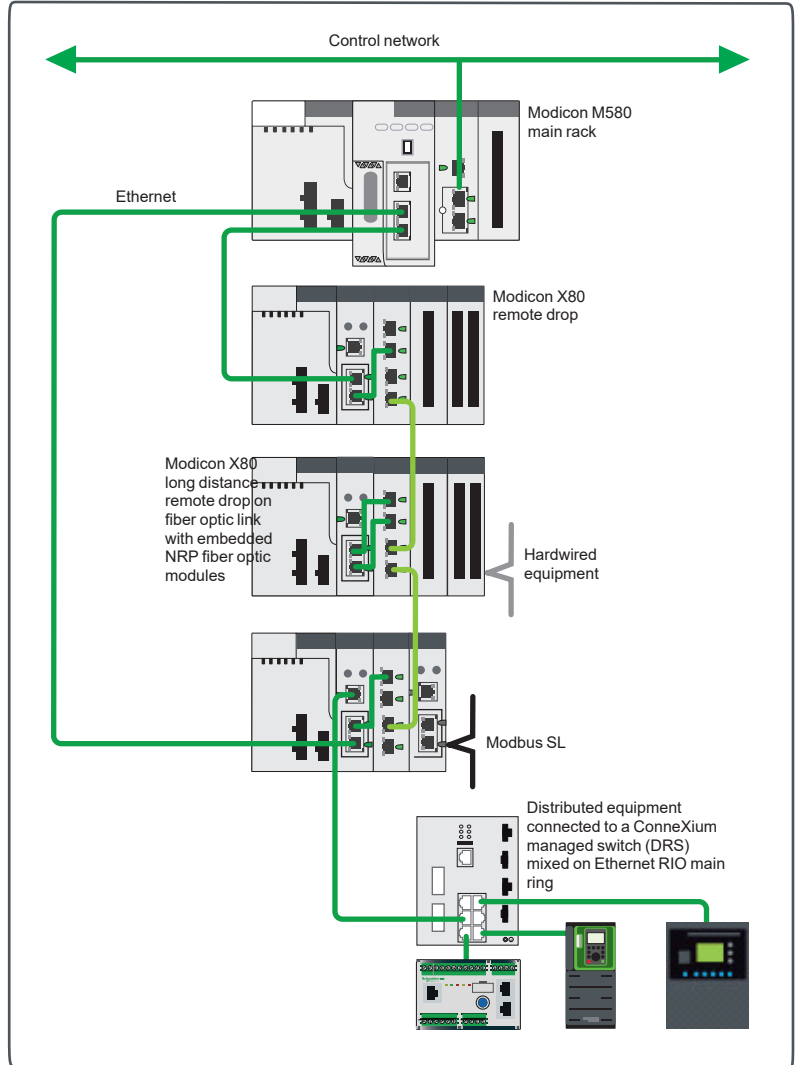 Control network
Modicon M580
main rack
Ethernet
Modicon X80
remote drop
Modicon X80
long distance
remote drop on
fiber optic link
with embedded
NRP fiber optic
modules
Hardwired
equipment
Modbus SL
Distributed equipment
connected to a ConneXium
managed switch (DRS)
mixed on Ethernet RIO main
ring
Schneider